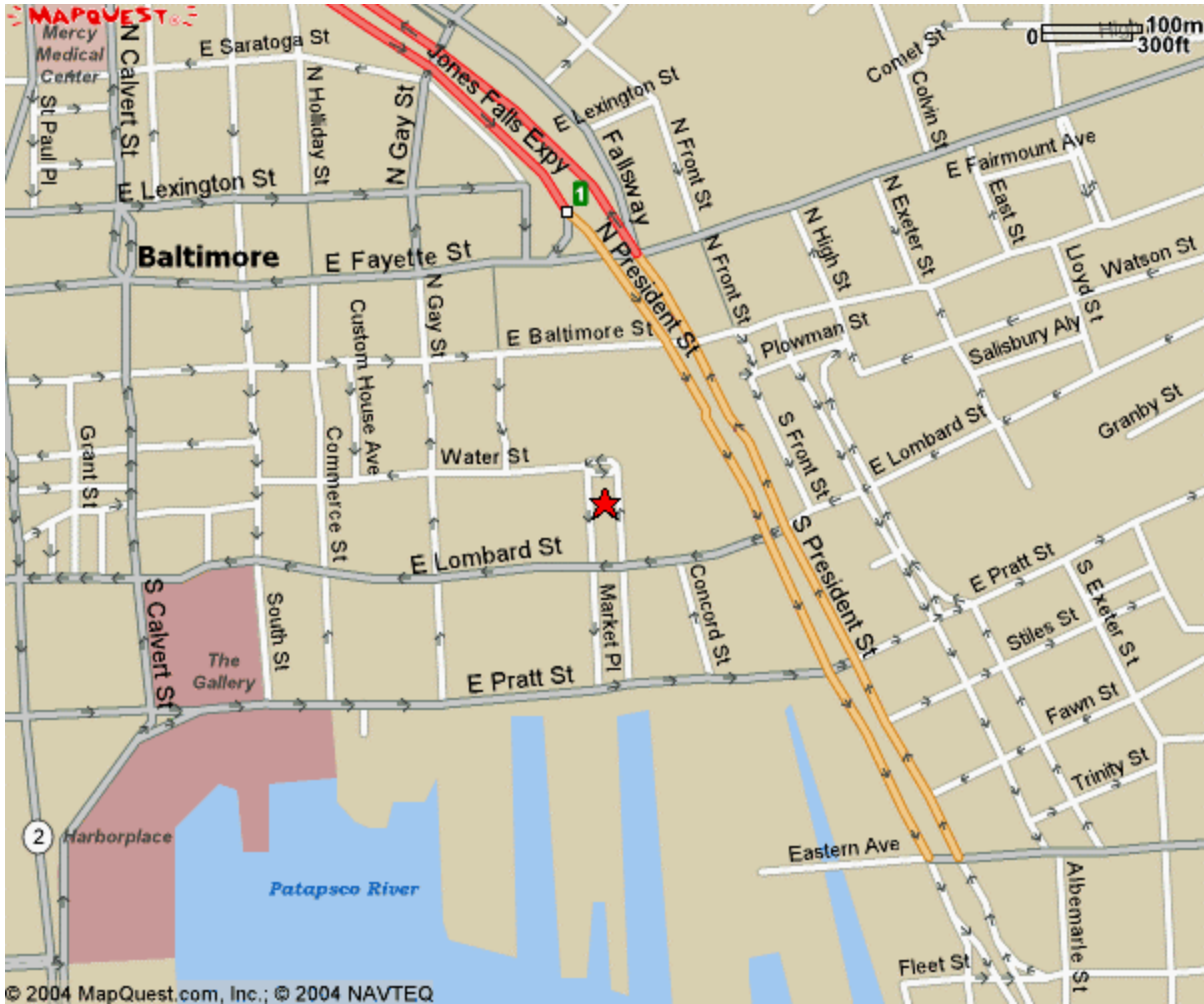 MAPQUEST
Mercy
Medical
Center
N Calvert St
E Saratoga St
Jones Falls Expy
Comet St
0
100m
300ft
High
St Paul Pl
N Holliday St
N Gay St
E Lexington St
Fallsway
N Front St
Colvin St
E Fairmount Ave
E Lexington St
1
N President St
N Front St
N High St
N Exeter St
East St
Lloyd St
Watson St
Baltimore
E Fayette St
N Gay St
Custom House Ave
E Baltimore St
Plowman St
Salisbury Aly
Grant St
Commerce St
Water St
S Front St
E Lombard St
Granby St
E Lombard St
S President St
E Pratt St
S Calvert St
South St
Market Pl
Concord St
Stiles St
S Exeter St
The
Gallery
E Pratt St
Fawn St
Trinity St
2
Harborplace
Eastern Ave
Patapsco River
Albemarle St
Fleet St
© 2004 MapQuest.com, Inc.; © 2004 NAVTEQ